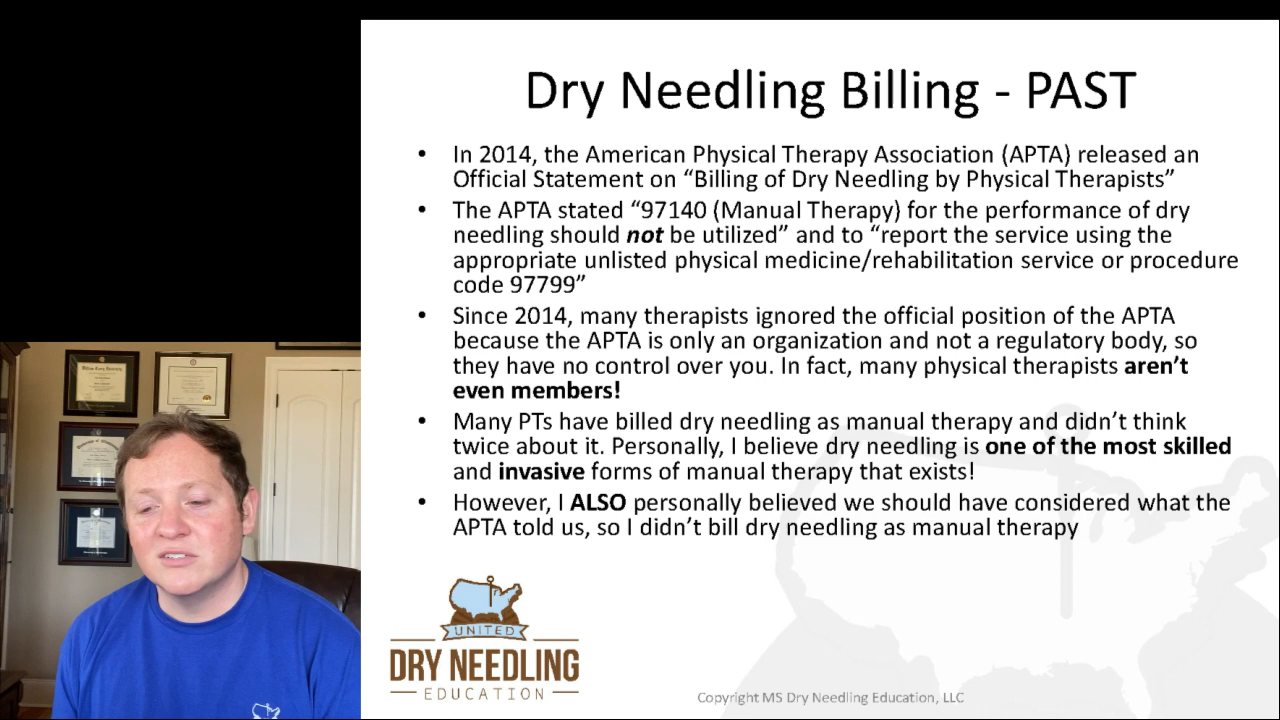 Dry Needling Billing - PAST
• In 2014, the American Physical Therapy Association (APTA) released an
Official Statement on “Billing of Dry Needling by Physical Therapists”
• The APTA stated “97140 (Manual Therapy) for the performance of dry
needling should not be utilized” and to “report the service using the
appropriate unlisted physical medicine/rehabilitation service or procedure
code 97799”
• Since 2014, many therapists ignored the official position of the APTA
because the APTA is only an organization and not a regulatory body, so
they have no control over you. In fact, many physical therapists aren’t
even members!
• Many PTs have billed dry needling as manual therapy and didn’t think
twice about it. Personally, I believe dry needling is one of the most skilled
and invasive forms of manual therapy that exists!
• However, I ALSO personally believed we should have considered what the
APTA told us, so I didn’t bill dry needling as manual therapy
UNITED
DRY NEEDLING
EDUCATION
Copyright MS Dry Needling Education, LLC